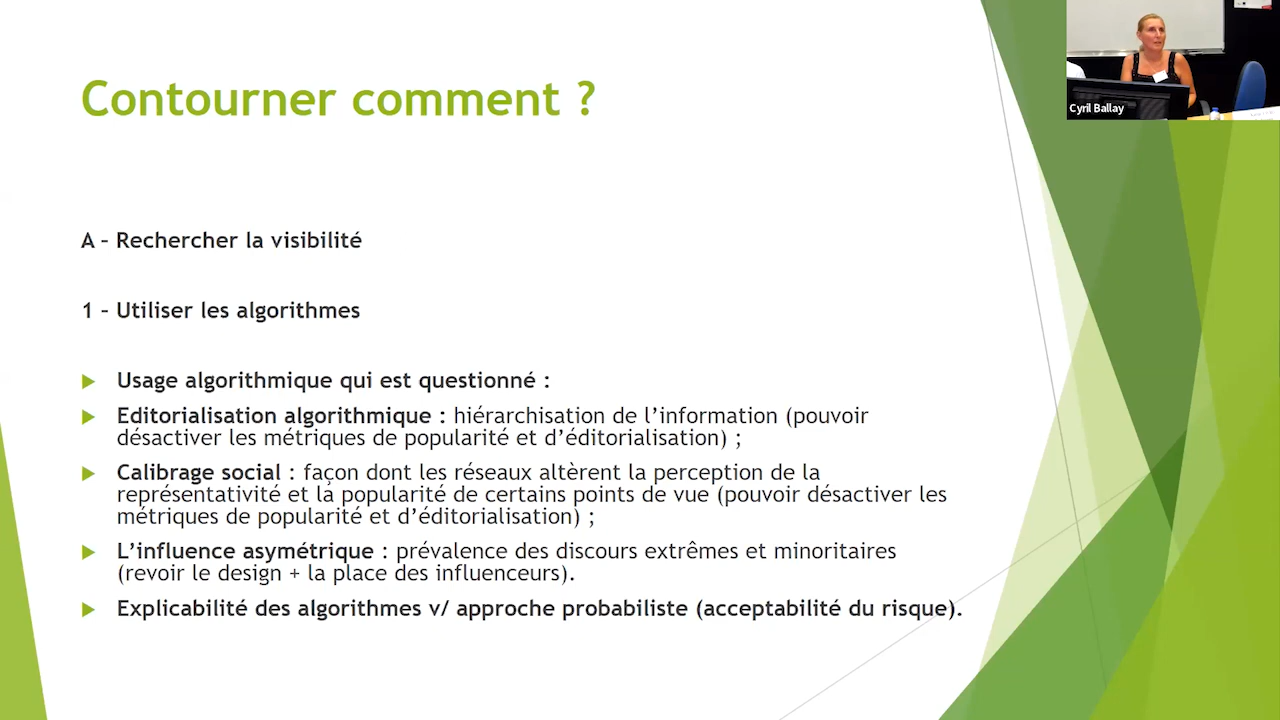 Contourner comment ?
Cyril Ballay
A – Rechercher la visibilité
1 – Utiliser les algorithmes
Usage algorithmique qui est questionné :
Editorialisation algorithmique : hiérarchisation de l’information (pouvoir
désactiver les métriques de popularité et d’éditorialisation) ;
Calibrage social : façon dont les réseaux altèrent la perception de la
représentativité et la popularité de certains points de vue (pouvoir désactiver les
métriques de popularité et d’éditorialisation) ;
L’influence asymétrique : prévalence des discours extrêmes et minoritaires
(revoir le design + la place des influenceurs).
Explicabilité des algorithmes v/ approche probabiliste (acceptabilité du risque).